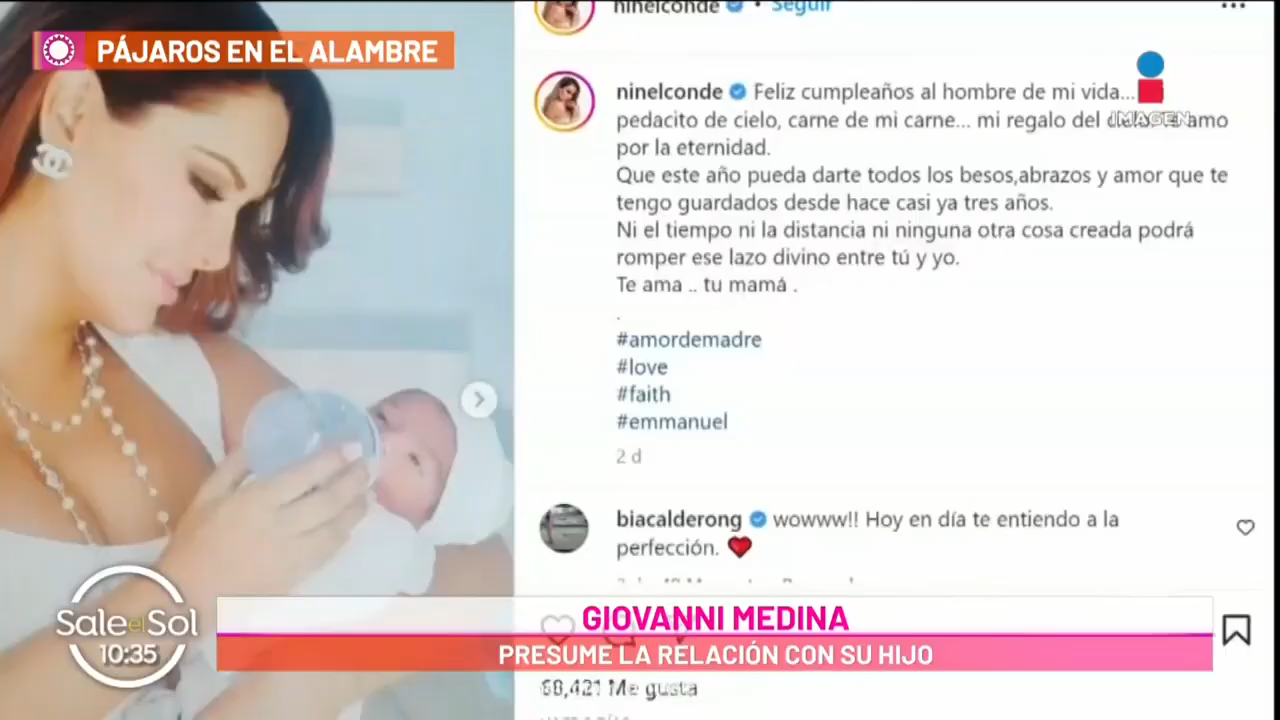 ninelconde • Seguir
PÁJAROS EN EL ALAMBRE
IMAGEN
ninelconde Feliz cumpleaños al hombre de mi vida...
pedacito de cielo, carne de mi carne... mi regalo del amo
por la eternidad.
Que este año pueda darte todos los besos,abrazos y amor que te
tengo guardados desde hace casi ya tres años.
Ni el tiempo ni la distancia ni ninguna otra cosa creada podrá
romper ese lazo divino entre tú y yo.
Te ama .. tu mamá .
.
#amordemadre
#love
#faith
#emmanuel
2 d
biacalderong wowww!! Hoy en día te entiendo a la
perfección. ❤️
GIOVANNI MEDINA
PRESUME LA RELACIÓN CON SU HIJO
Sale el Sol
10:35
68,421 Me gusta